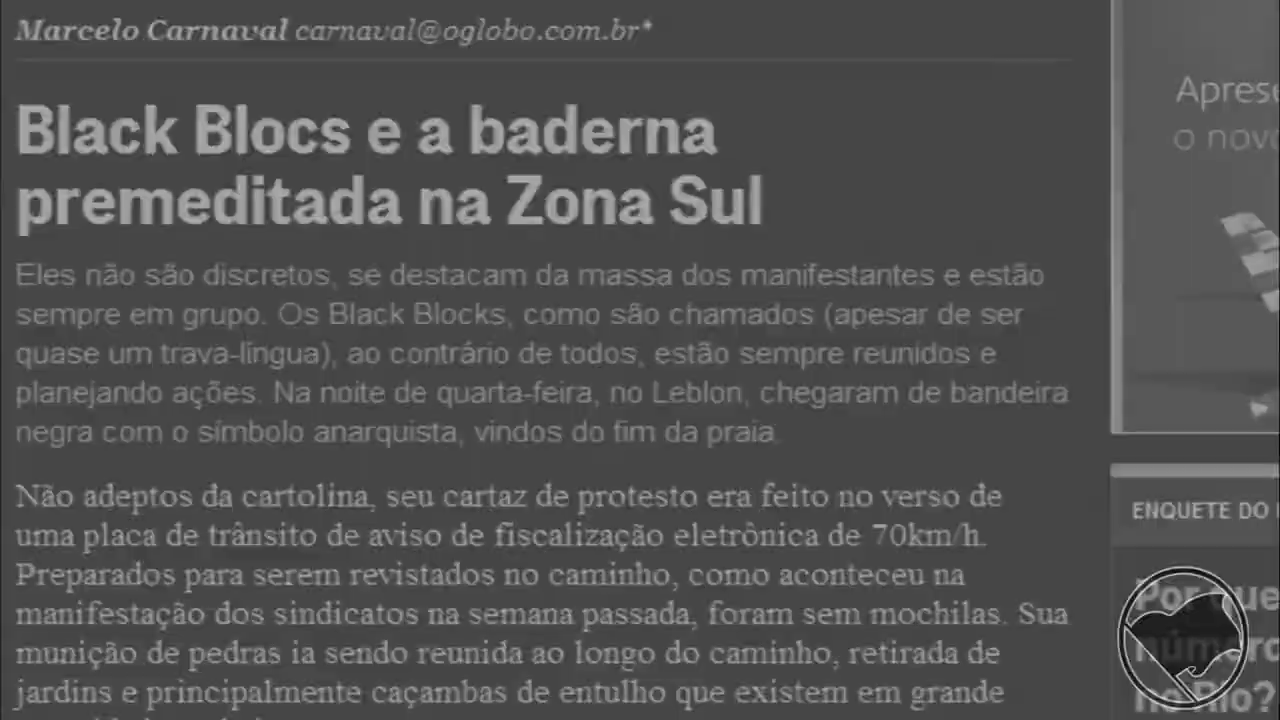 Marcelo Carnaval carnaval@oglobo.com.br*
Black Blocs e a baderna
premeditada na Zona Sul
Eles não são discretos, se destacam da massa dos manifestantes e estão
sempre em grupo. Os Black Blocks, como são chamados (apesar de ser
quase um trava-língua), ao contrário de todos, estão sempre reunidos e
planejando ações. Na noite de quarta-feira, no Leblon, chegaram de bandeira
negra com o símbolo anarquista, vindos do fim da praia.
Não adeptos da cartolina, seu cartaz de protesto era feito no verso de
uma placa de trânsito de aviso de fiscalização eletrônica de 70km/h.
Preparados para serem revistados no caminho, como aconteceu na
manifestação dos sindicatos na semana passada, foram sem mochilas. Sua
munição de pedras ia sendo reunida ao longo do caminho, retirada de
jardins e principalmente caçambas de entulho que existem em grande
Aprese
o novo
ENQUETE DO
Por que
número
no Rio?